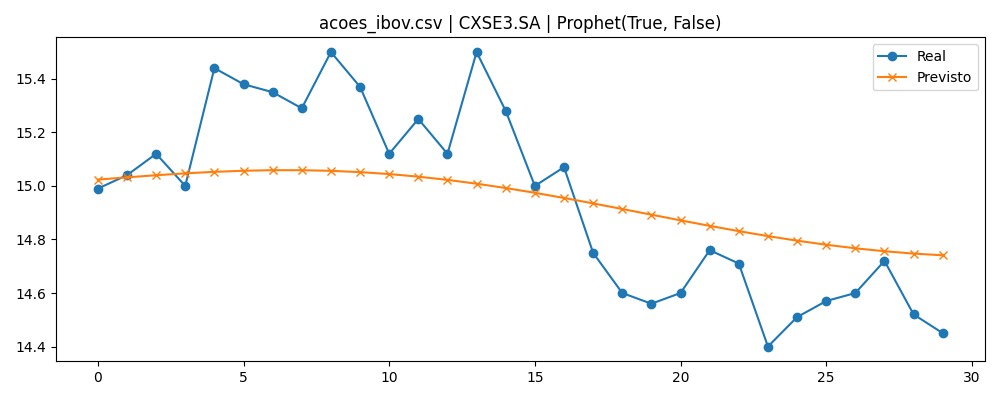 acoes_ibov.csv | CXSE3.SA | Prophet(True, False)
Real
Previsto
15.4
15.2
15.0
14.8
14.6
14.4
0 5 10 15 20 25 30